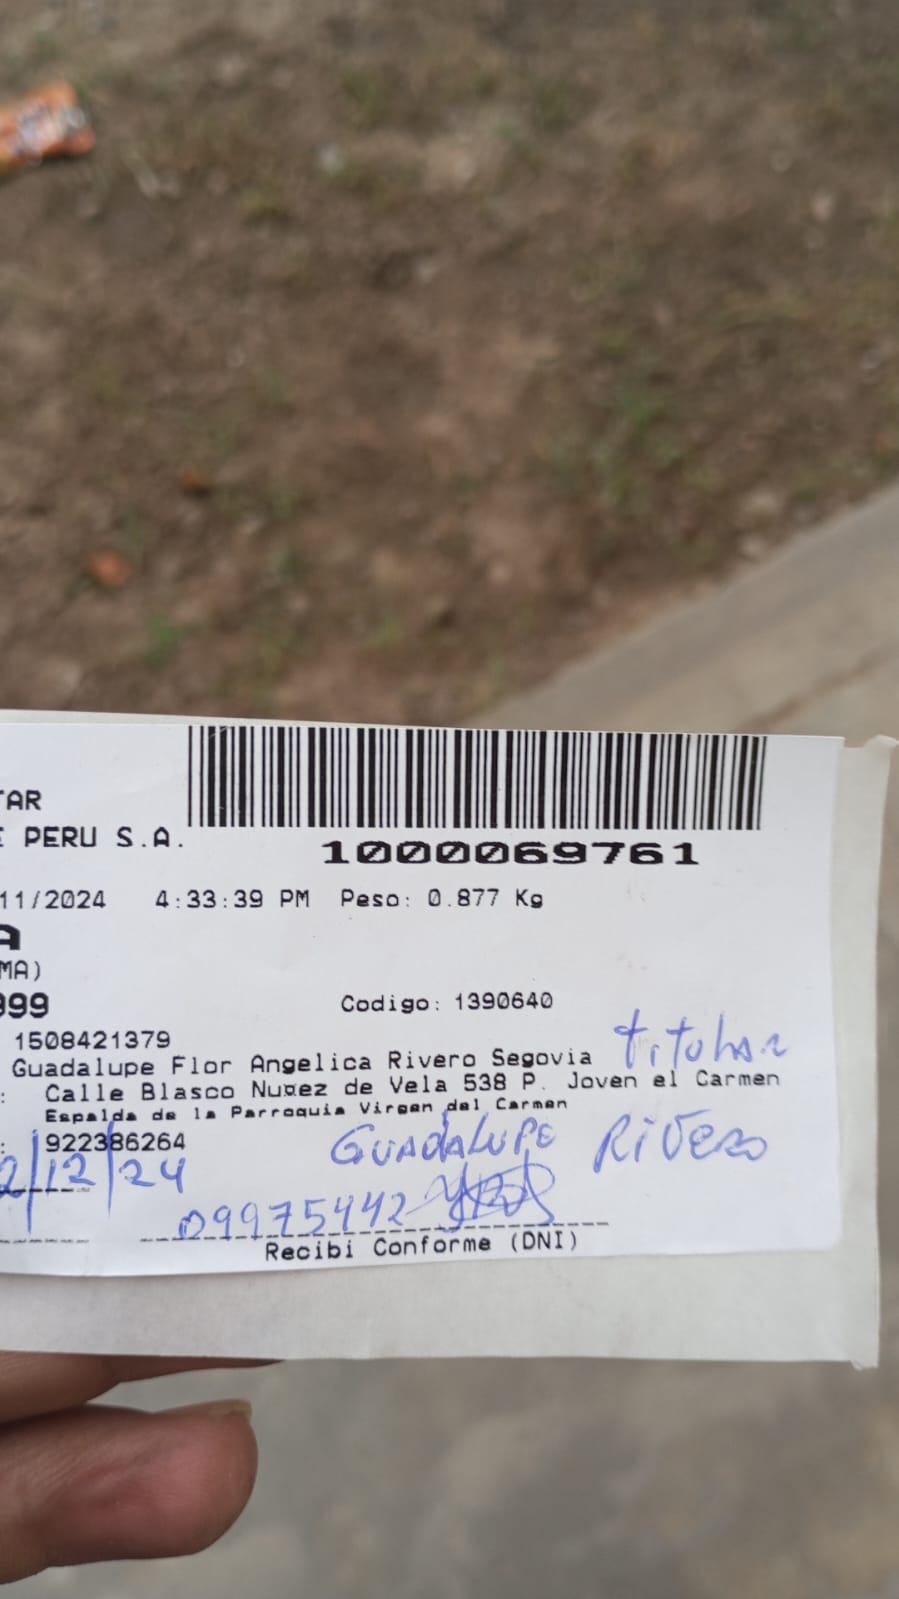 TAR
E PERU S.A.
1000069761
11/2024 4:33:39 PM Peso: 0.877 Kg
A
MA)
999
Codigo: 1390640
1508421379
titular
Guadalupe Flor Angelica Rivero Segovia
: Calle Blasco Nuñez de Vela 538 P. Joven el Carmen
Espalda de la Parroquia Virgen del Carmen
: 922386264
GUADALUPE RIVERO
2/12/24
09975442
Recibi Conforme (DNI)